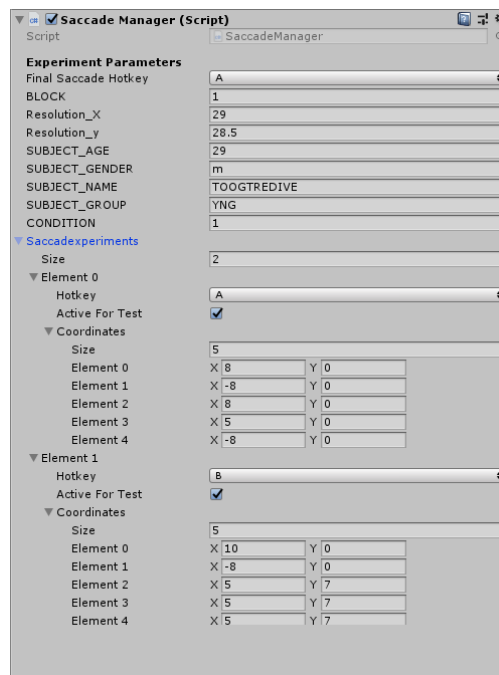 Saccade Manager (Script)
Script SaccadeManager
Experiment Parameters
Final Saccade Hotkey A
BLOCK 1
Resolution_X 29
Resolution_y 28.5
SUBJECT_AGE 29
SUBJECT_GENDER m
SUBJECT_NAME TOOGTREDIVE
SUBJECT_GROUP YNG
CONDITION 1
Saccadexperiments
Size 2
Element 0
Hotkey A
Active For Test
Coordinates
Size 5
Element 0 X 8 Y 0
Element 1 X -8 Y 0
Element 2 X 8 Y 0
Element 3 X 5 Y 0
Element 4 X -8 Y 0
Element 1
Hotkey B
Active For Test
Coordinates
Size 5
Element 0 X 10 Y 0
Element 1 X -8 Y 0
Element 2 X 5 Y 7
Element 3 X 5 Y 7
Element 4 X 5 Y 7